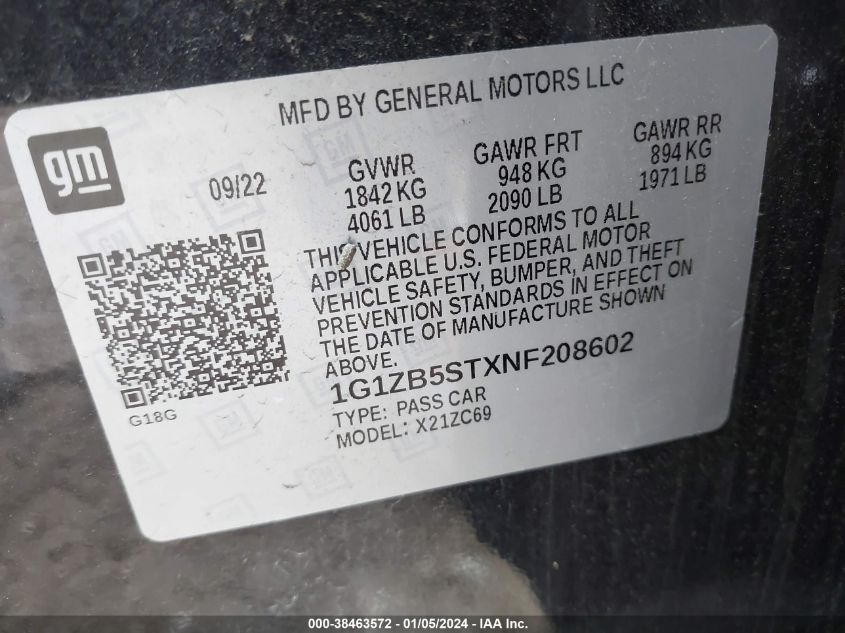 MFD BY GENERAL MOTORS LLC
gm
09/22
GVWR
1842 KG
4061 LB
GAWR FRT
948 KG
2090 LB
GAWR RR
894 KG
1971 LB
THIS VEHICLE CONFORMS TO ALL
APPLICABLE U.S. FEDERAL MOTOR
VEHICLE SAFETY, BUMPER, AND THEFT
PREVENTION STANDARDS IN EFFECT ON
THE DATE OF MANUFACTURE SHOWN
ABOVE.
1G1ZB5STXNF208602
TYPE: PASS CAR
MODEL: X21ZC69
G18G
000-38463572 - 01/05/2024 - IAA Inc.